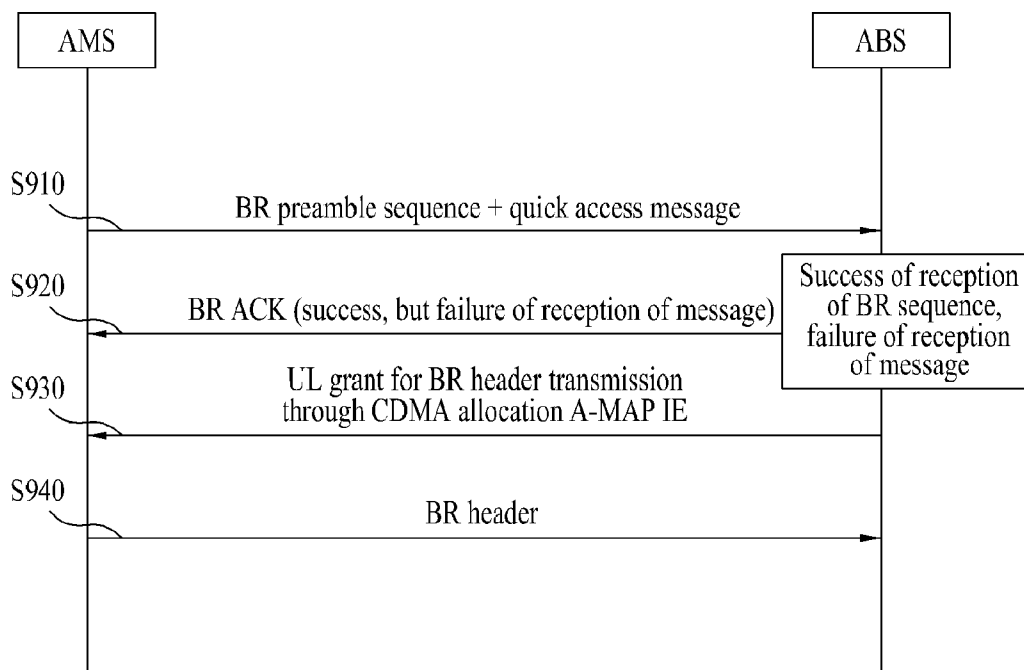 AMS
ABS
S910
BR preamble sequence + quick access message
S920
BR ACK (success, but failure of reception of message)
Success of reception
of BR sequence,
failure of reception
of message
S930
UL grant for BR header transmission
through CDMA allocation A-MAP IE
S940
BR header